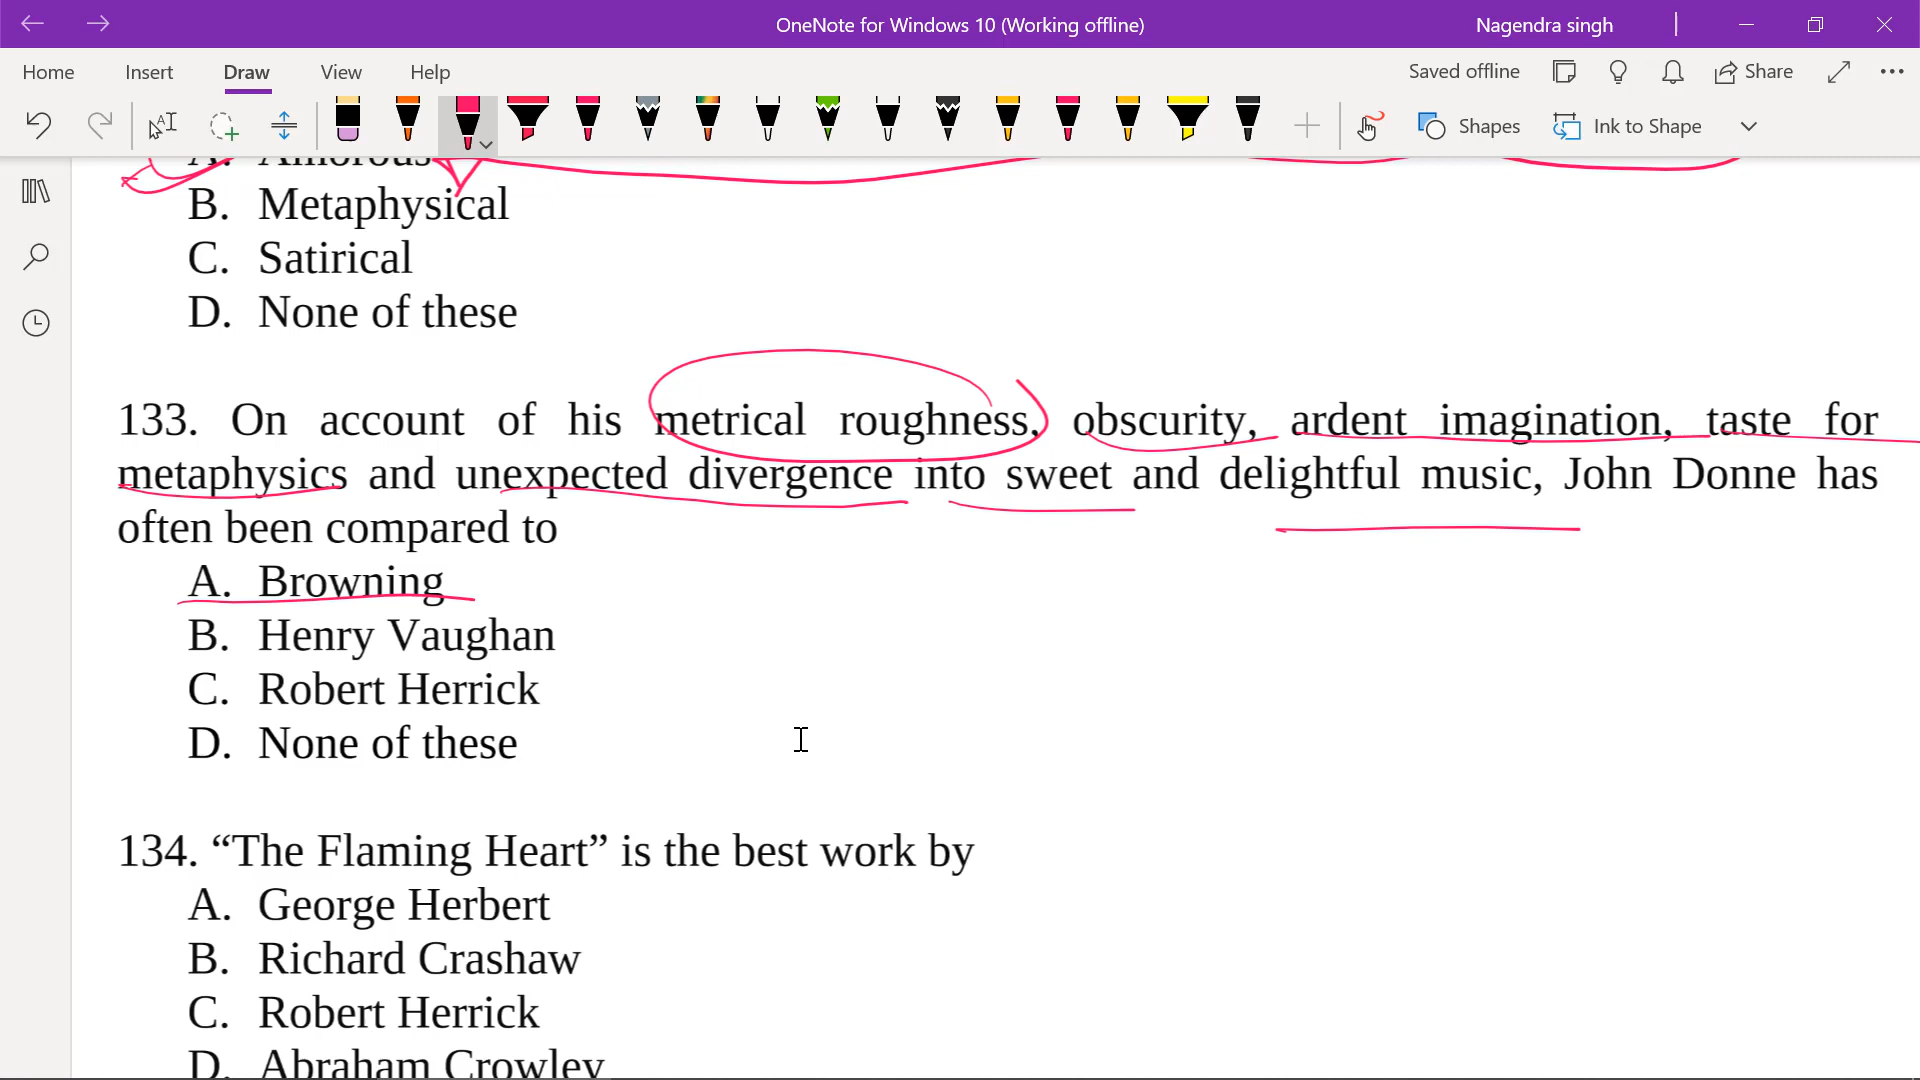 OneNote for Windows 10 (Working offline)
Nagendra singh
Home Insert Draw View Help
Saved offline Share
Shapes Ink to Shape
A. Amorous
B. Metaphysical
C. Satirical
D. None of these
133. On account of his metrical roughness, obscurity, ardent imagination, taste for
metaphysics and unexpected divergence into sweet and delightful music, John Donne has
often been compared to
A. Browning
B. Henry Vaughan
C. Robert Herrick
D. None of these
134. “The Flaming Heart” is the best work by
A. George Herbert
B. Richard Crashaw
C. Robert Herrick
D. Abraham Crowley